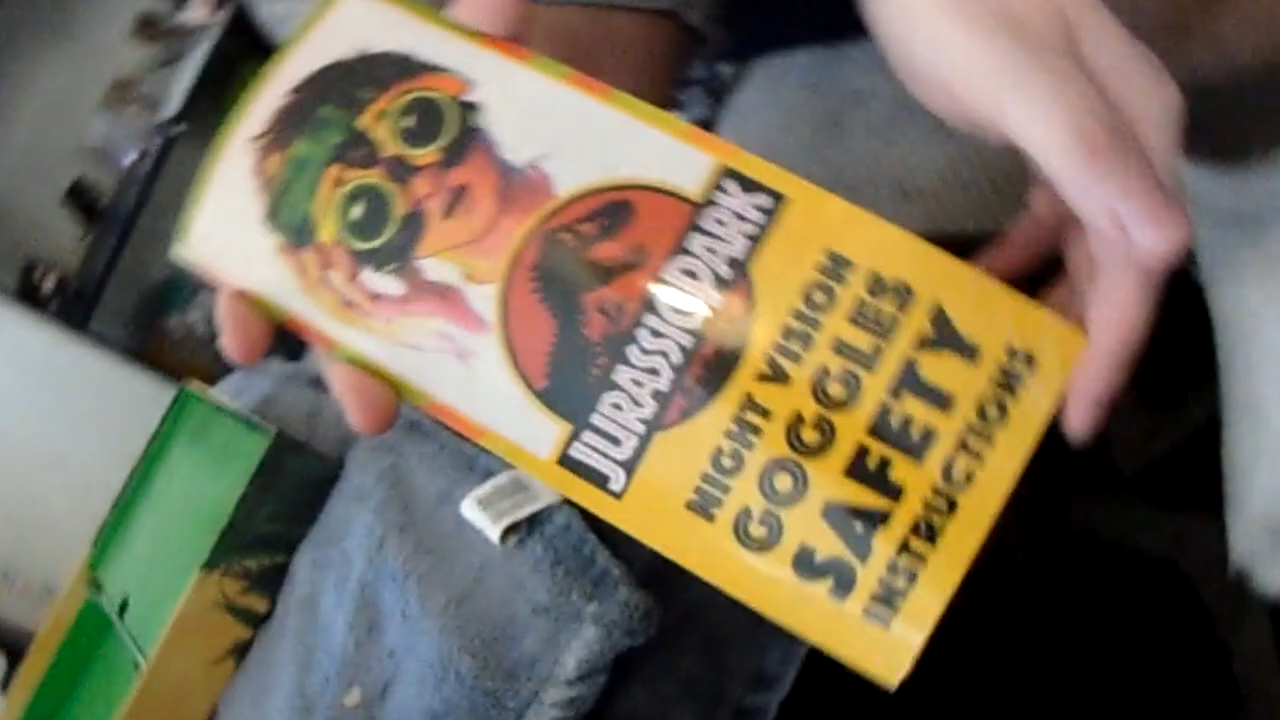 JURASSIC PARK
NIGHT VISION
GOGGLES
SAFETY
INSTRUCTIONS